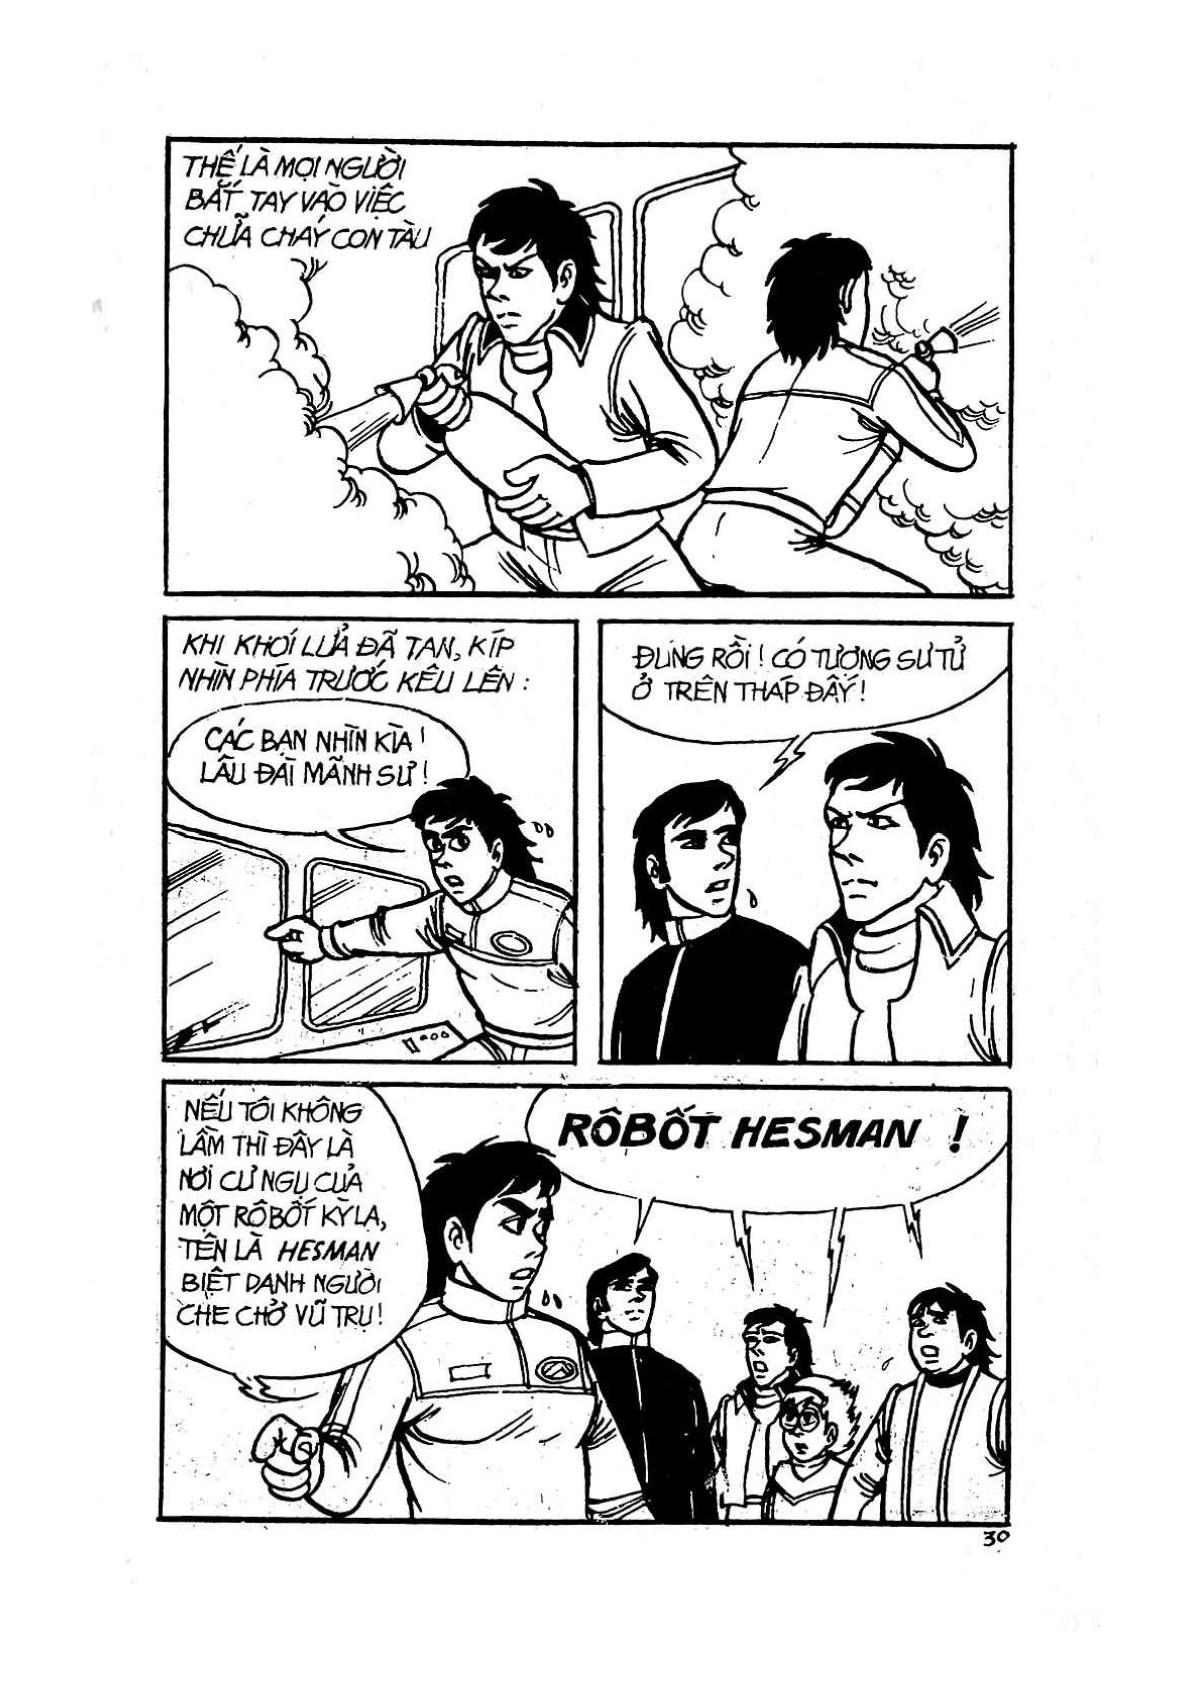 THẾ LÀ MỌI NGƯỜI
BẮT TAY VÀO VIỆC
CHỮA CHÁY CON TÀU
KHI KHÓI LỬA ĐÃ TAN, KÍP
NHÌN PHÍA TRƯỚC KÊU LÊN :
CÁC BẠN NHÌN KÌA !
LÂU ĐÀI MÃNH SƯ !
ĐÚNG RỒI ! CÓ TƯỢNG SƯ TỬ
Ở TRÊN THÁP ĐẤY !
NẾU TÔI KHÔNG
LẦM THÌ ĐÂY LÀ
NƠI CƯ NGỤ CỦA
MỘT RÔBỐT KỲ LẠ,
TÊN LÀ HESMAN
BIỆT DANH NGƯỜI
CHE CHỞ VŨ TRỤ !
RÔBỐT HESMAN !
30